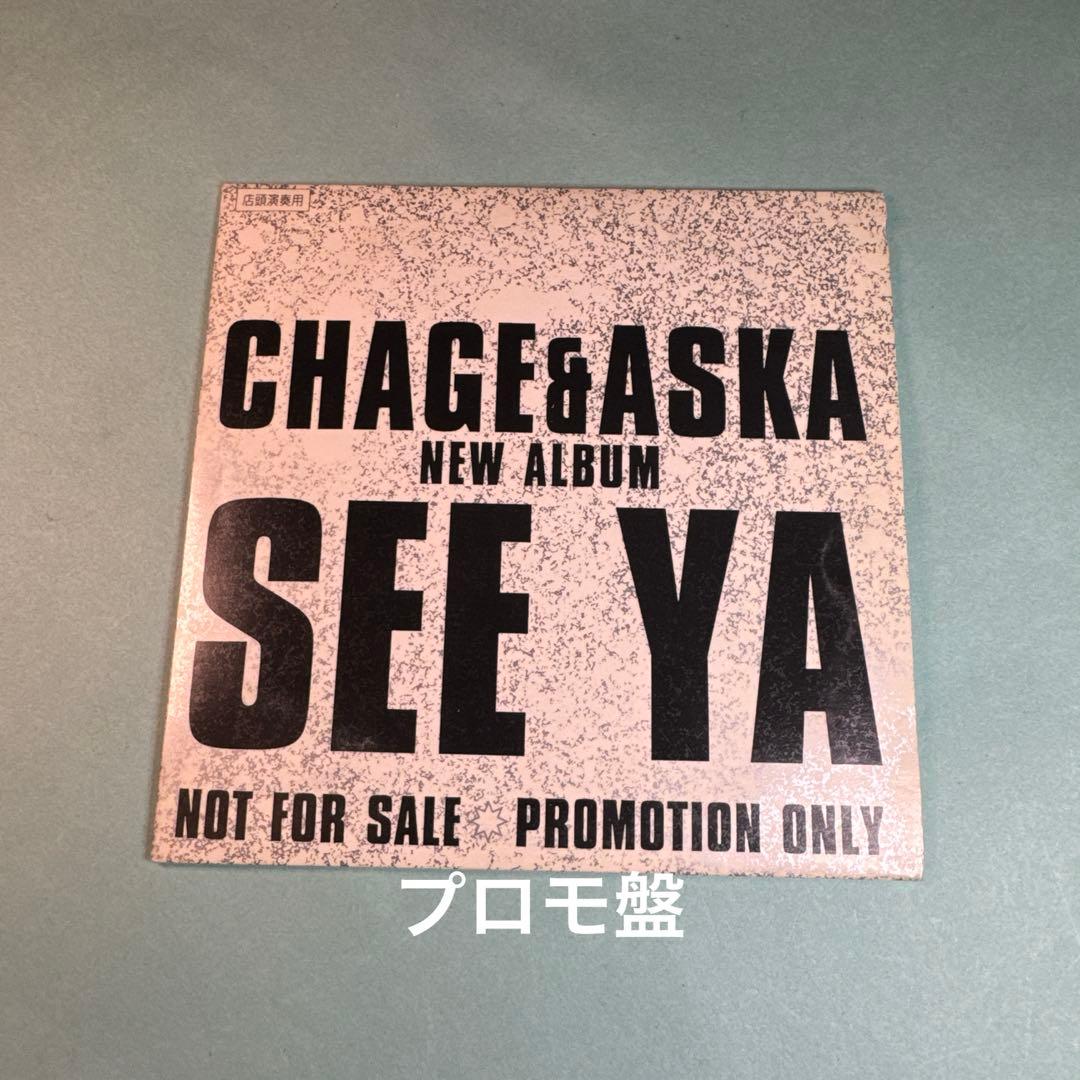 店頭演奏用
CHAGE&ASKA
NEW ALBUM
SEE YA
NOT FOR SALE PROMOTION ONLY
プロモ盤